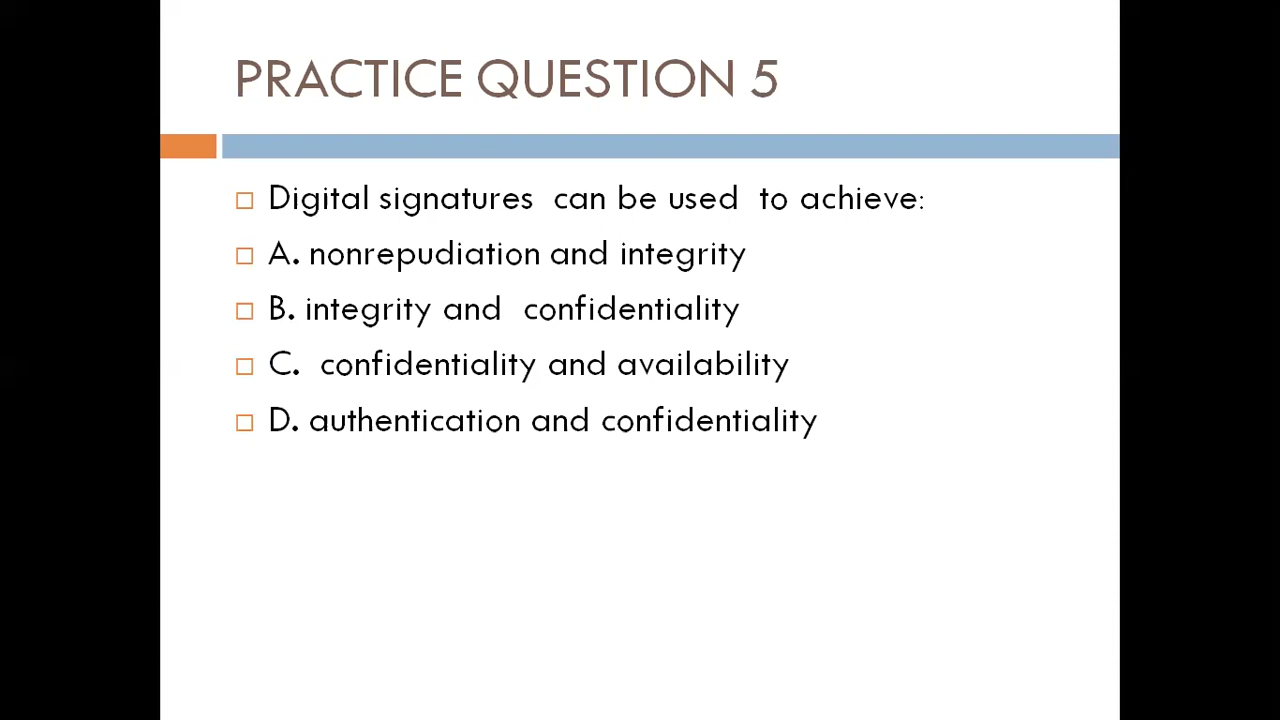 PRACTICE QUESTION 5
Digital signatures can be used to achieve:
A. nonrepudiation and integrity
B. integrity and confidentiality
C. confidentiality and availability
D. authentication and confidentiality